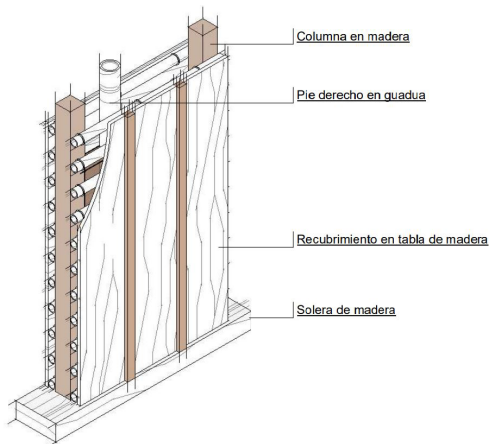 Columna en madera
Pie derecho en guadua
Recubrimiento en tabla de madera
Solera de madera